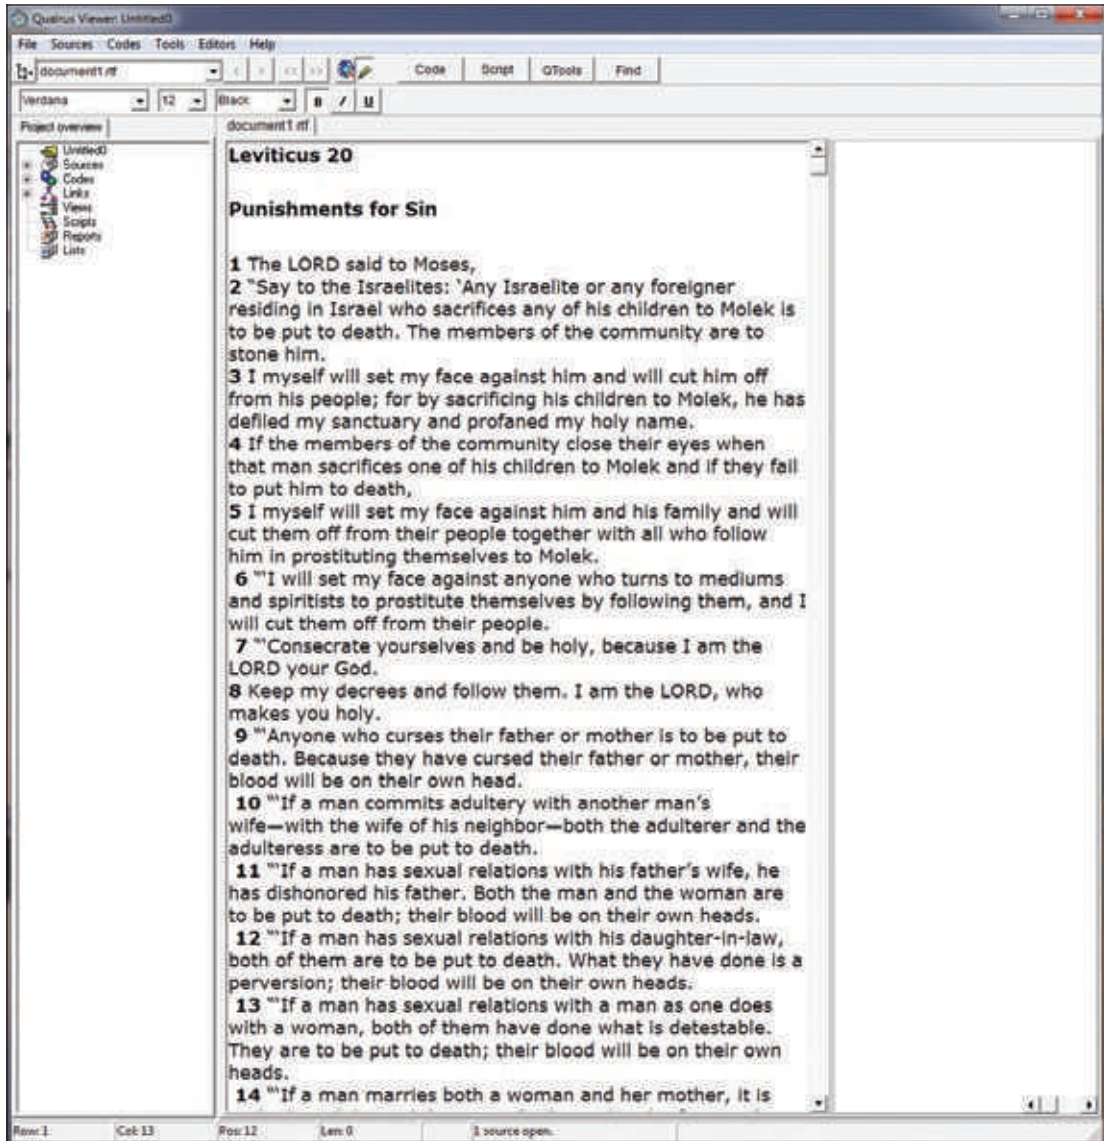 Qualrus Viewer: Untitled0
File Sources Codes Tools Editors Help
document1.rtf < > << >> Code Script QTools Find
Verdana 12 Black B / U
Project overview
document1.rtf
Untitled0
Sources
Codes
Links
Views
Scripts
Reports
Lists
Leviticus 20
Punishments for Sin
1 The LORD said to Moses,
2 "Say to the Israelites: 'Any Israelite or any foreigner
residing in Israel who sacrifices any of his children to Molek is
to be put to death. The members of the community are to
stone him.
3 I myself will set my face against him and will cut him off
from his people; for by sacrificing his children to Molek, he has
defiled my sanctuary and profaned my holy name.
4 If the members of the community close their eyes when
that man sacrifices one of his children to Molek and if they fail
to put him to death,
5 I myself will set my face against him and his family and will
cut them off from their people together with all who follow
him in prostituting themselves to Molek.
6 "'I will set my face against anyone who turns to mediums
and spiritists to prostitute themselves by following them, and I
will cut them off from their people.
7 "'Consecrate yourselves and be holy, because I am the
LORD your God.
8 Keep my decrees and follow them. I am the LORD, who
makes you holy.
9 "'Anyone who curses their father or mother is to be put to
death. Because they have cursed their father or mother, their
blood will be on their own head.
10 "'If a man commits adultery with another man's
wife—with the wife of his neighbor—both the adulterer and the
adulteress are to be put to death.
11 "'If a man has sexual relations with his father's wife, he
has dishonored his father. Both the man and the woman are
to be put to death; their blood will be on their own heads.
12 "'If a man has sexual relations with his daughter-in-law,
both of them are to be put to death. What they have done is a
perversion; their blood will be on their own heads.
13 "'If a man has sexual relations with a man as one does
with a woman, both of them have done what is detestable.
They are to be put to death; their blood will be on their own
heads.
14 "'If a man marries both a woman and her mother, it is
Row:1 Col:13 Pos:12 Len:0 1 source open.